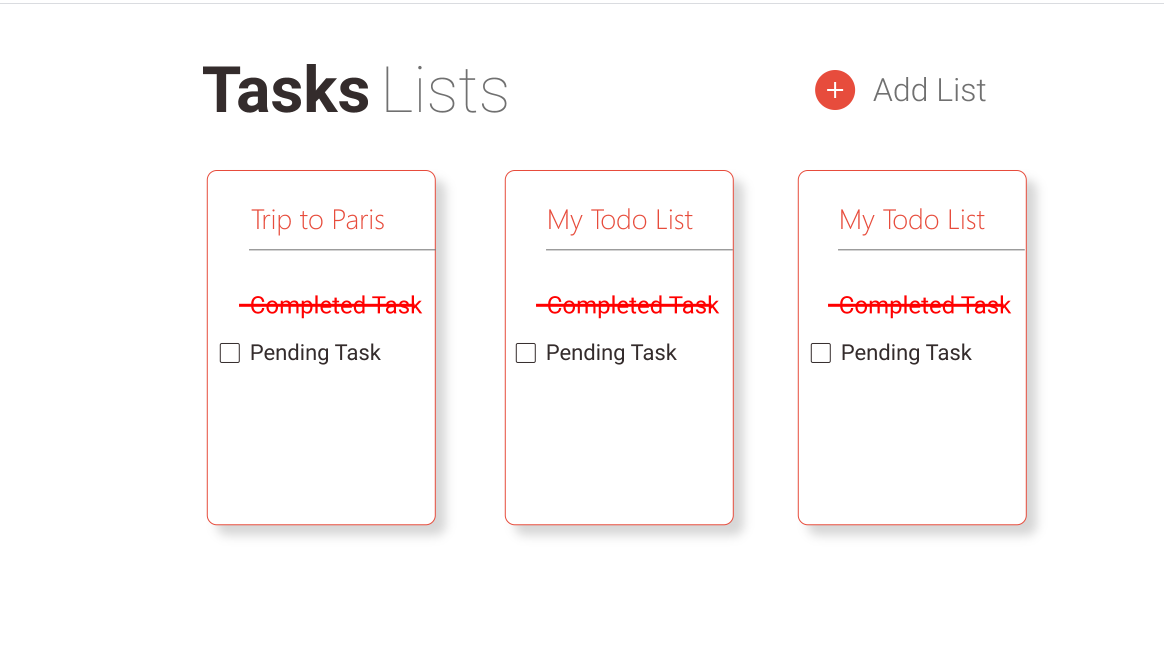 Tasks Lists
Add List
Trip to Paris
Completed Task
Pending Task
My Todo List
Completed Task
Pending Task
My Todo List
Completed Task
Pending Task